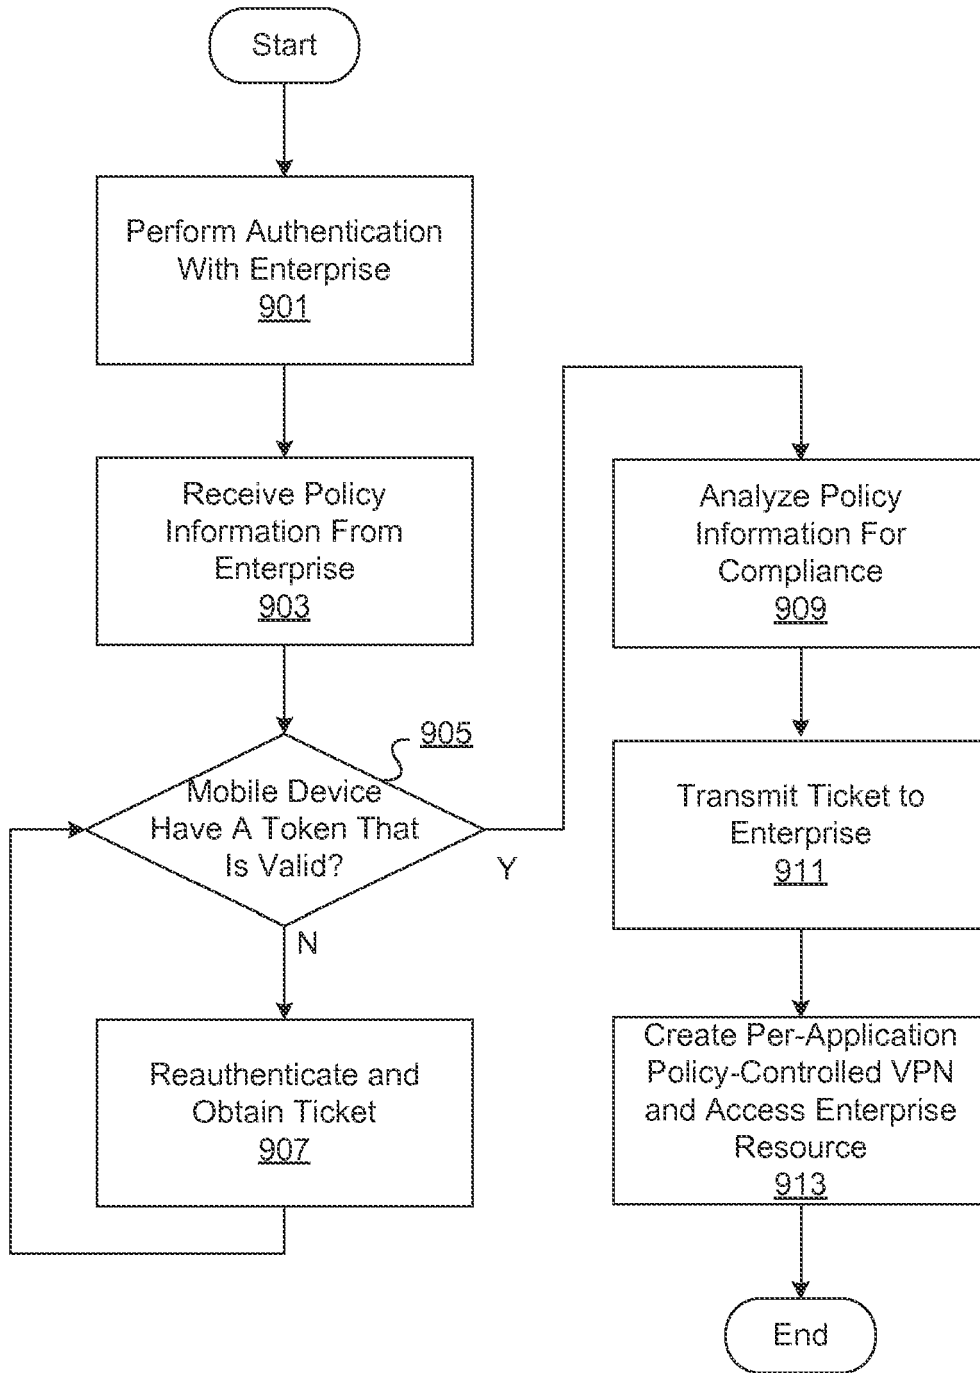 Start
Perform Authentication
With Enterprise
901
Receive Policy
Information From
Enterprise
903
905
Mobile Device
Have A Token That
Is Valid?
Y
N
Reauthenticate and
Obtain Ticket
907
Analyze Policy
Information For
Compliance
909
Transmit Ticket to
Enterprise
911
Create Per-Application
Policy-Controlled VPN
and Access Enterprise
Resource
913
End